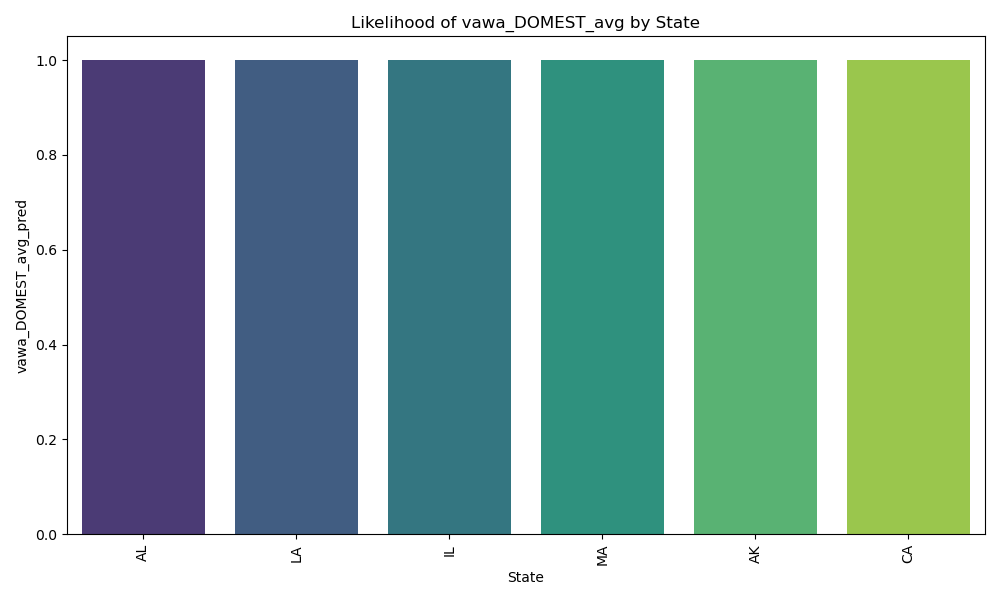 Likelihood of vawa_DOMEST_avg by State
vawa_DOMEST_avg_pred
1.0
0.8
0.6
0.4
0.2
0.0
AL
LA
IL
MA
AK
CA
State